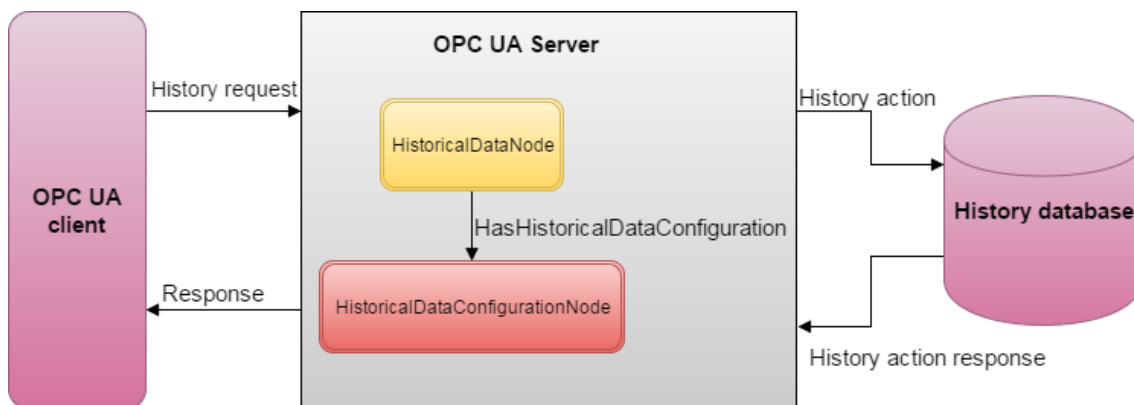 OPC UA Server
History request
History action
HistoricalDataNode
OPC UA
client
History database
HasHistoricalDataConfiguration
Response
HistoricalDataConfigurationNode
History action response